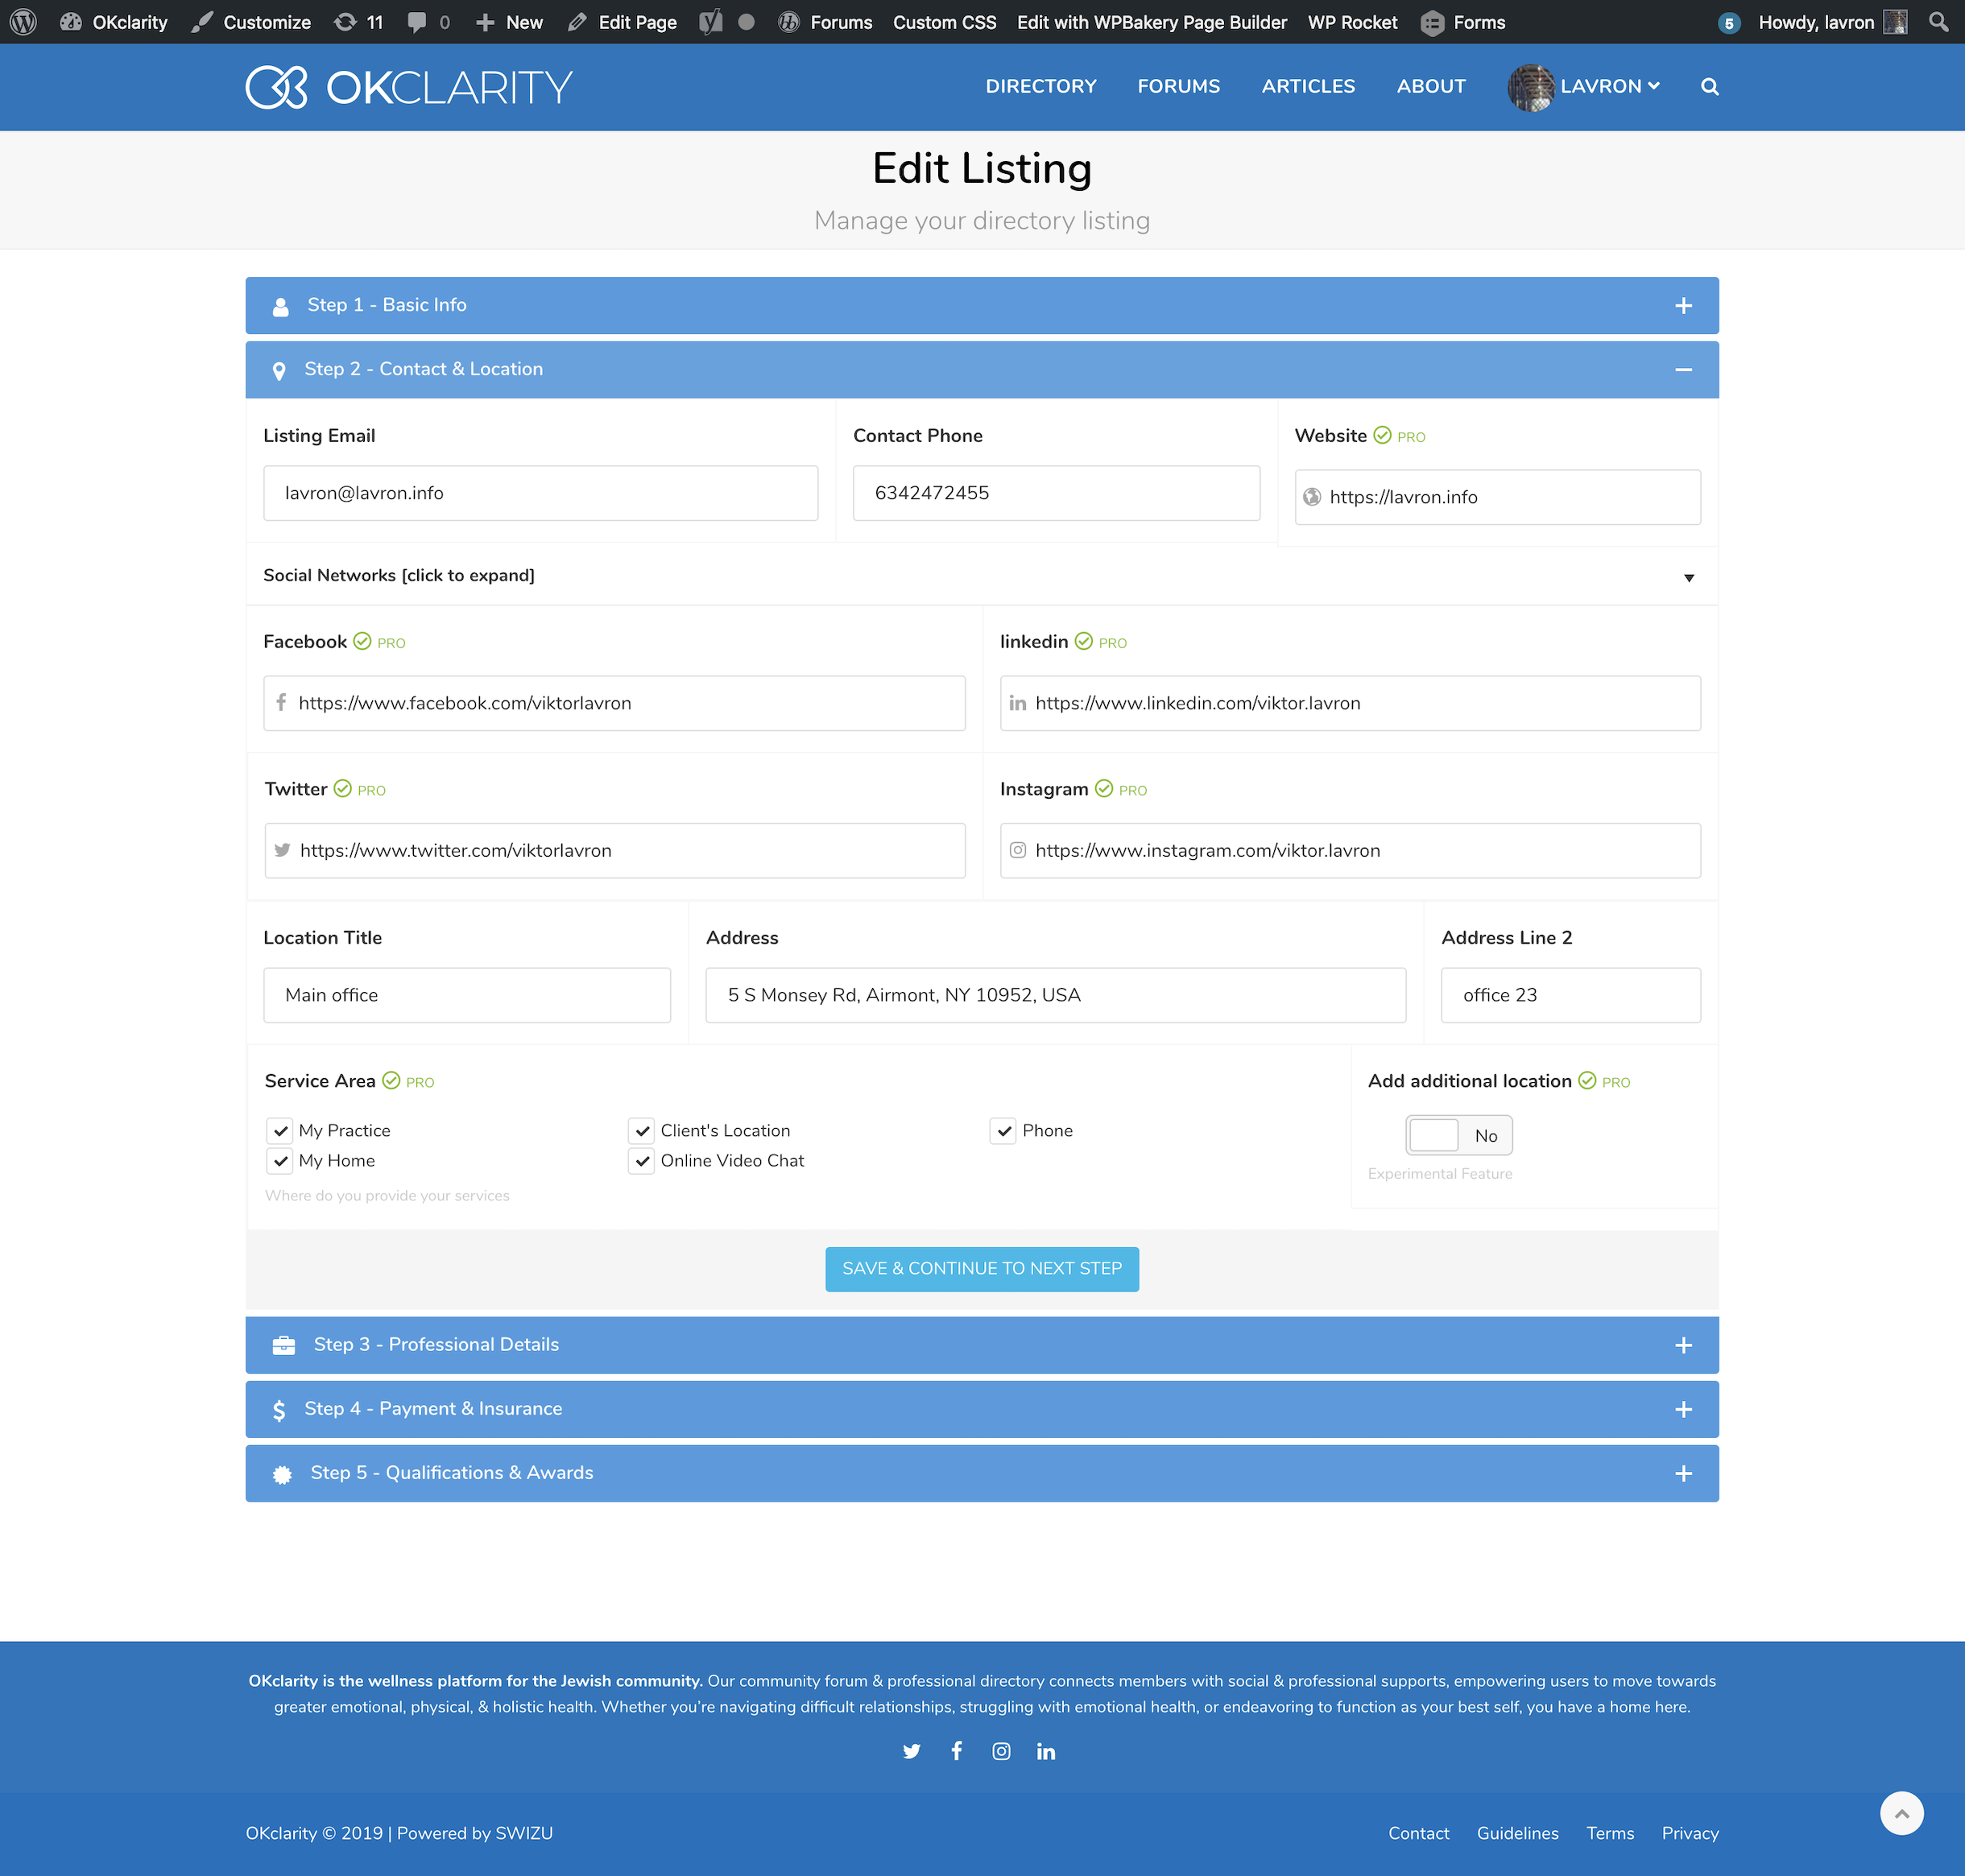 OKclarity Customize 11 0 New Edit Page Forums Custom CSS Edit with WPBakery Page Builder WP Rocket Forms 5 Howdy, lavron
OKCLARITY DIRECTORY FORUMS ARTICLES ABOUT LAVRON
Edit Listing
Manage your directory listing
Step 1 - Basic Info
Step 2 - Contact & Location
Listing Email Contact Phone Website PRO
lavron@lavron.info 6342472455 https://lavron.info
Social Networks [click to expand]
Facebook PRO linkedin PRO
https://www.facebook.com/viktorlavron https://www.linkedin.com/viktor.lavron
Twitter PRO Instagram PRO
https://www.twitter.com/viktorlavron https://www.instagram.com/viktor.lavron
Location Title Address Address Line 2
Main office 5 S Monsey Rd, Airmont, NY 10952, USA office 23
Service Area PRO Add additional location PRO
My Practice Client's Location Phone No
My Home Online Video Chat
Experimental Feature
Where do you provide your services
SAVE & CONTINUE TO NEXT STEP
Step 3 - Professional Details
Step 4 - Payment & Insurance
Step 5 - Qualifications & Awards
OKclarity is the wellness platform for the Jewish community. Our community forum & professional directory connects members with social & professional supports, empowering users to move towards
greater emotional, physical, & holistic health. Whether you're navigating difficult relationships, struggling with emotional health, or endeavoring to function as your best self, you have a home here.
OKclarity © 2019 | Powered by SWIZU Contact Guidelines Terms Privacy